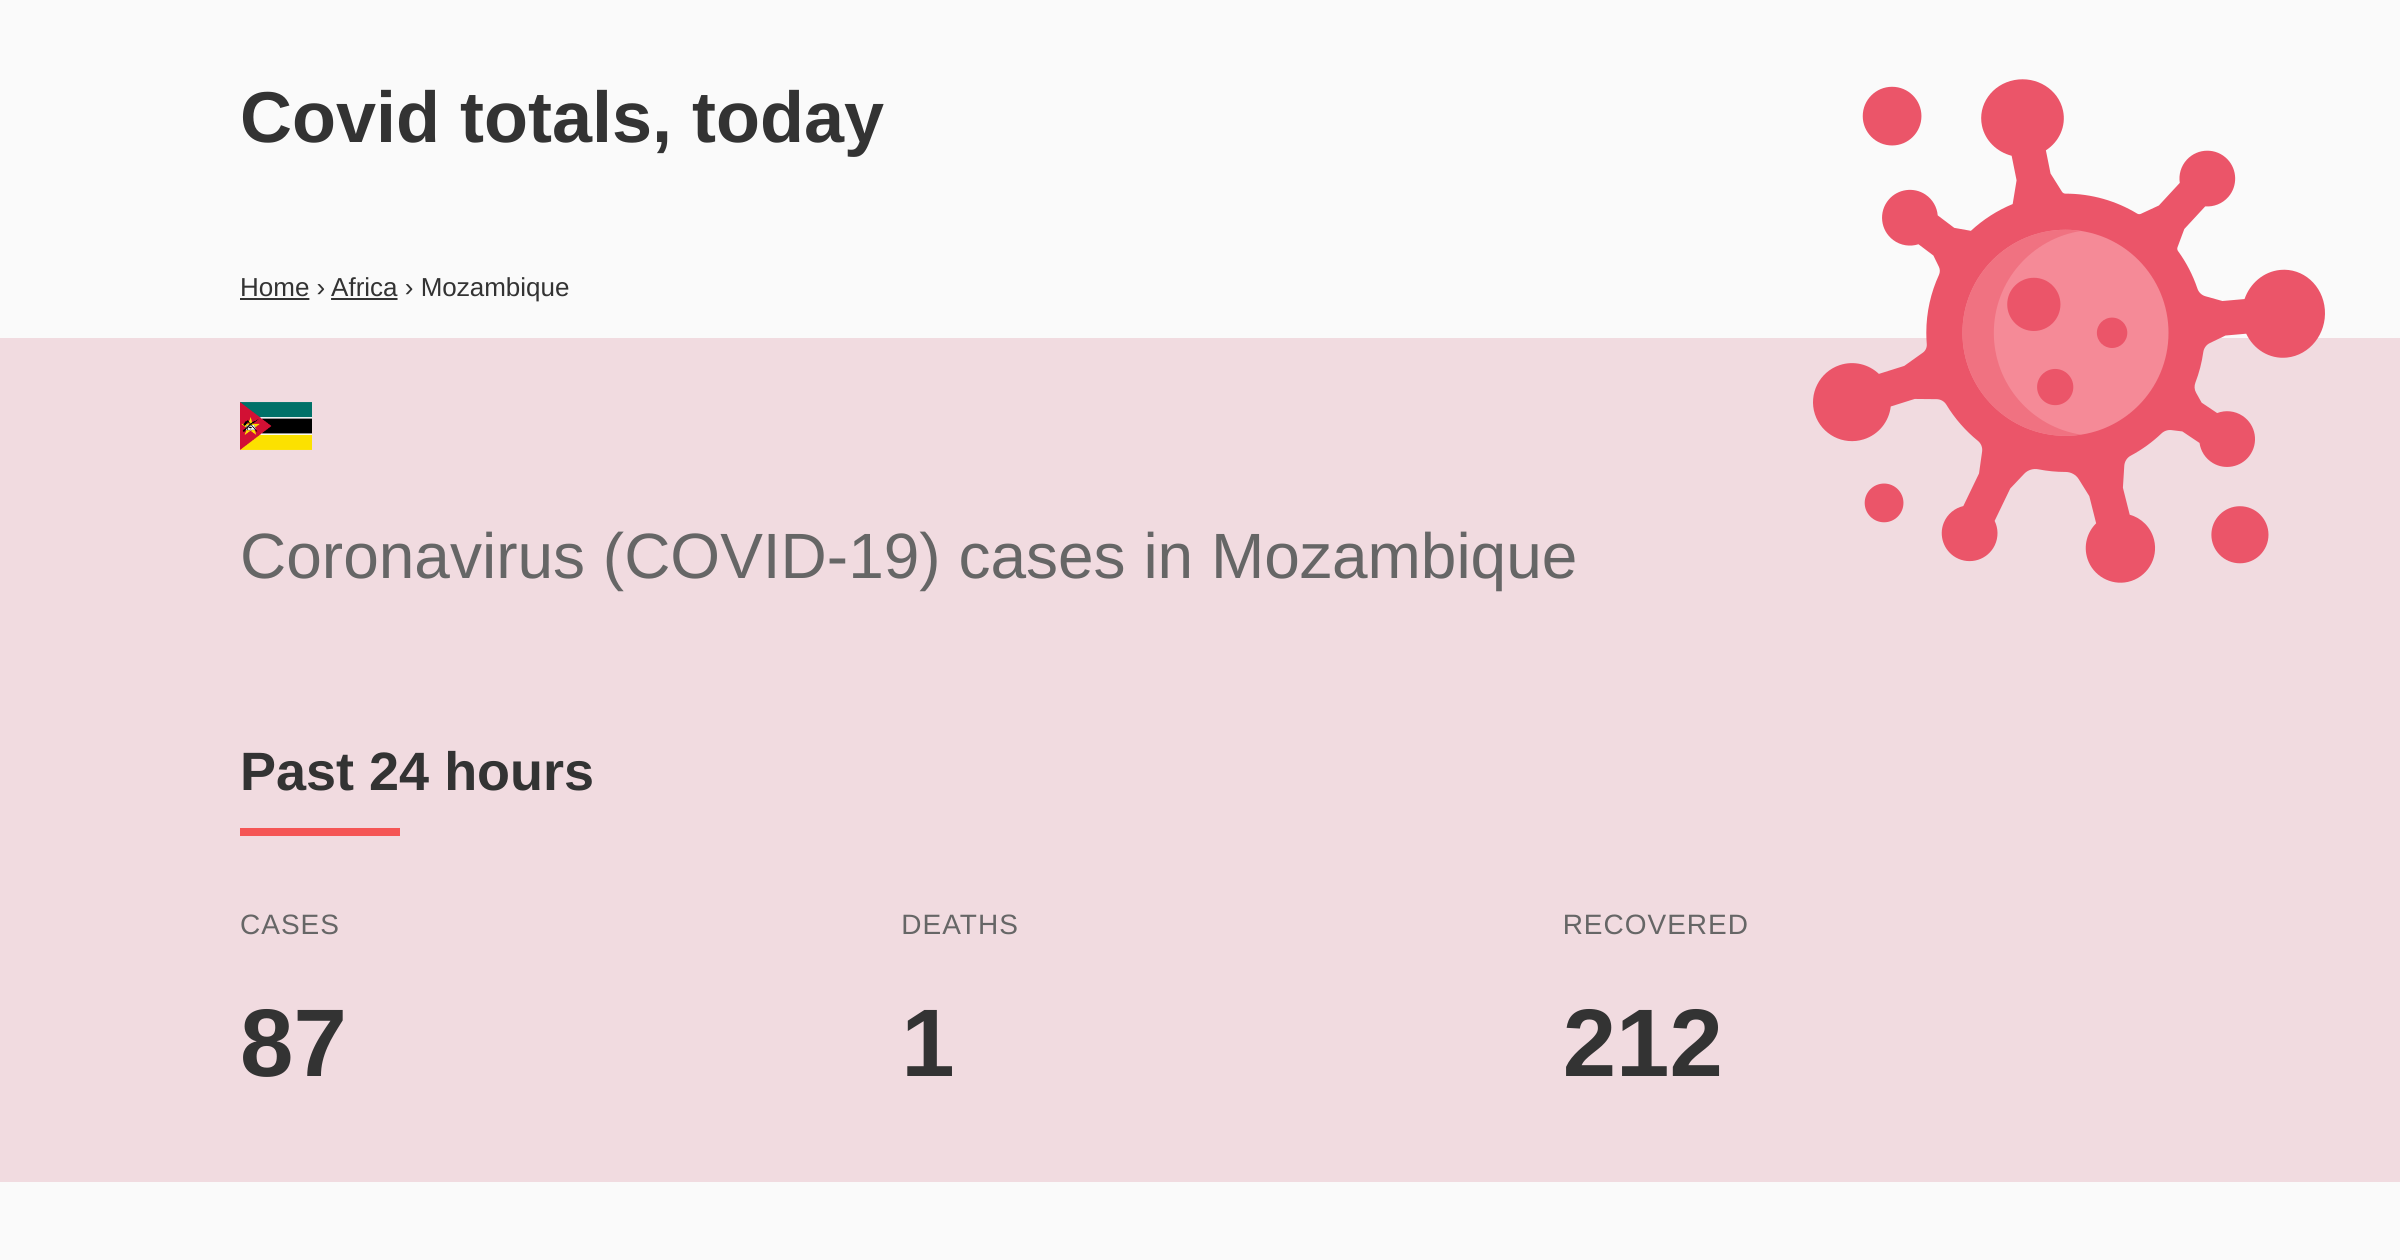 Covid totals, today
Home › Africa › Mozambique
Coronavirus (COVID-19) cases in Mozambique
Past 24 hours
CASES
DEATHS
RECOVERED
87
1
212